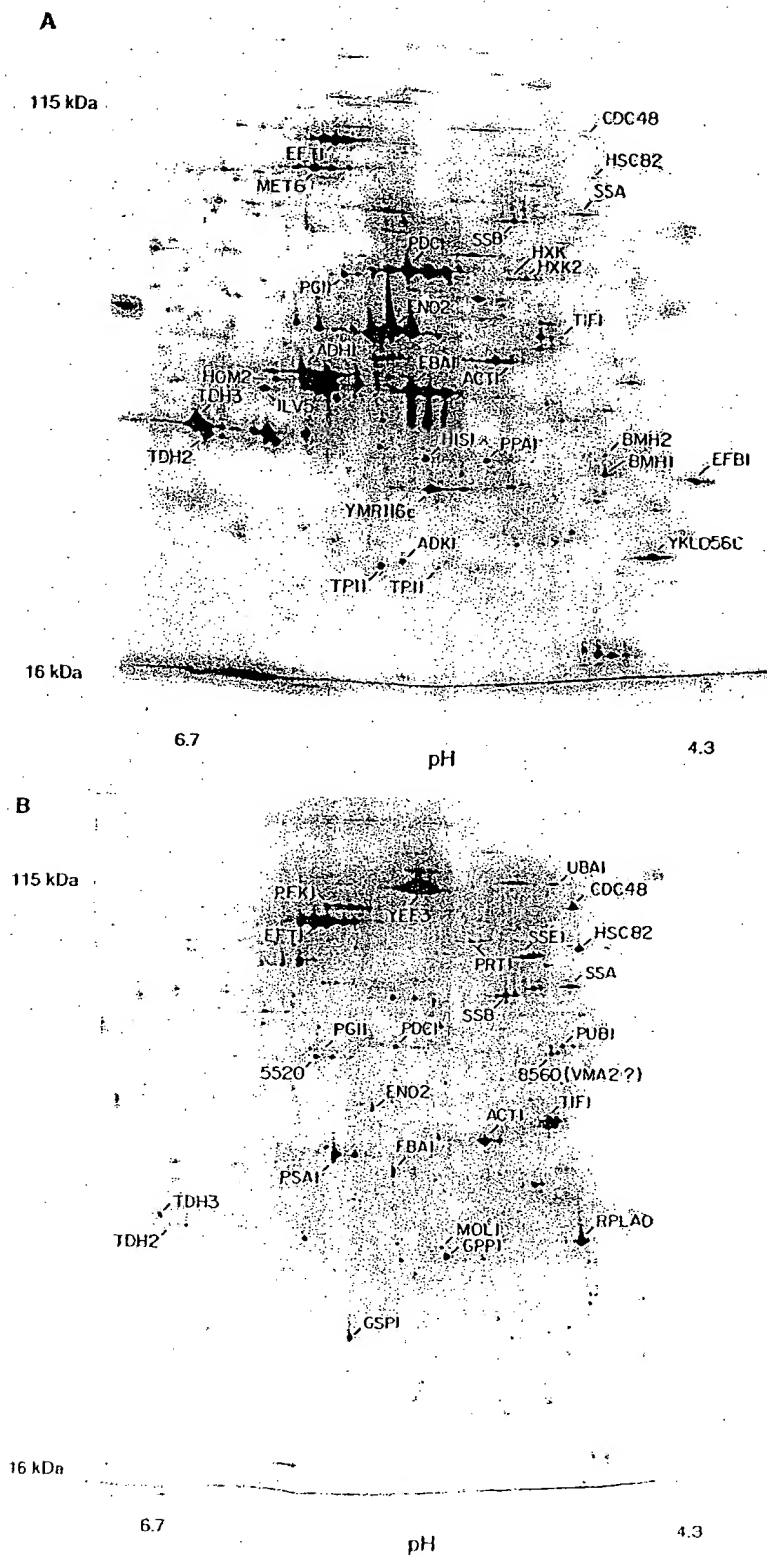 A
115 kDa
CDC48
EFT1
HSC82
MET6
SSA
SSB
PDC1
HXK
HXK2
PGI1
ENO2
TIF1
ADH1
FBA1
HOM2
ACT1
TDH3
ILV5
HIS1
PPA1
BMH2
BMH1
EFB1
TDH2
YMR116c
ADK1
YKL056C
TPI1
TPI1
16 kDa
6.7
pH
4.3
B
115 kDa
UBA1
PFK1
CDC48
YEF3
EFT1
SSE1
HSC82
PRT1
SSA
SSB
PGI1
PDC1
PUB1
5520
8560 (VMA2?)
ENO2
TIF1
ACT1
FBA1
PSA1
TDH3
TDH2
MOL1
GPP1
RPLA0
GSP1
16 kDa
6.7
pH
4.3